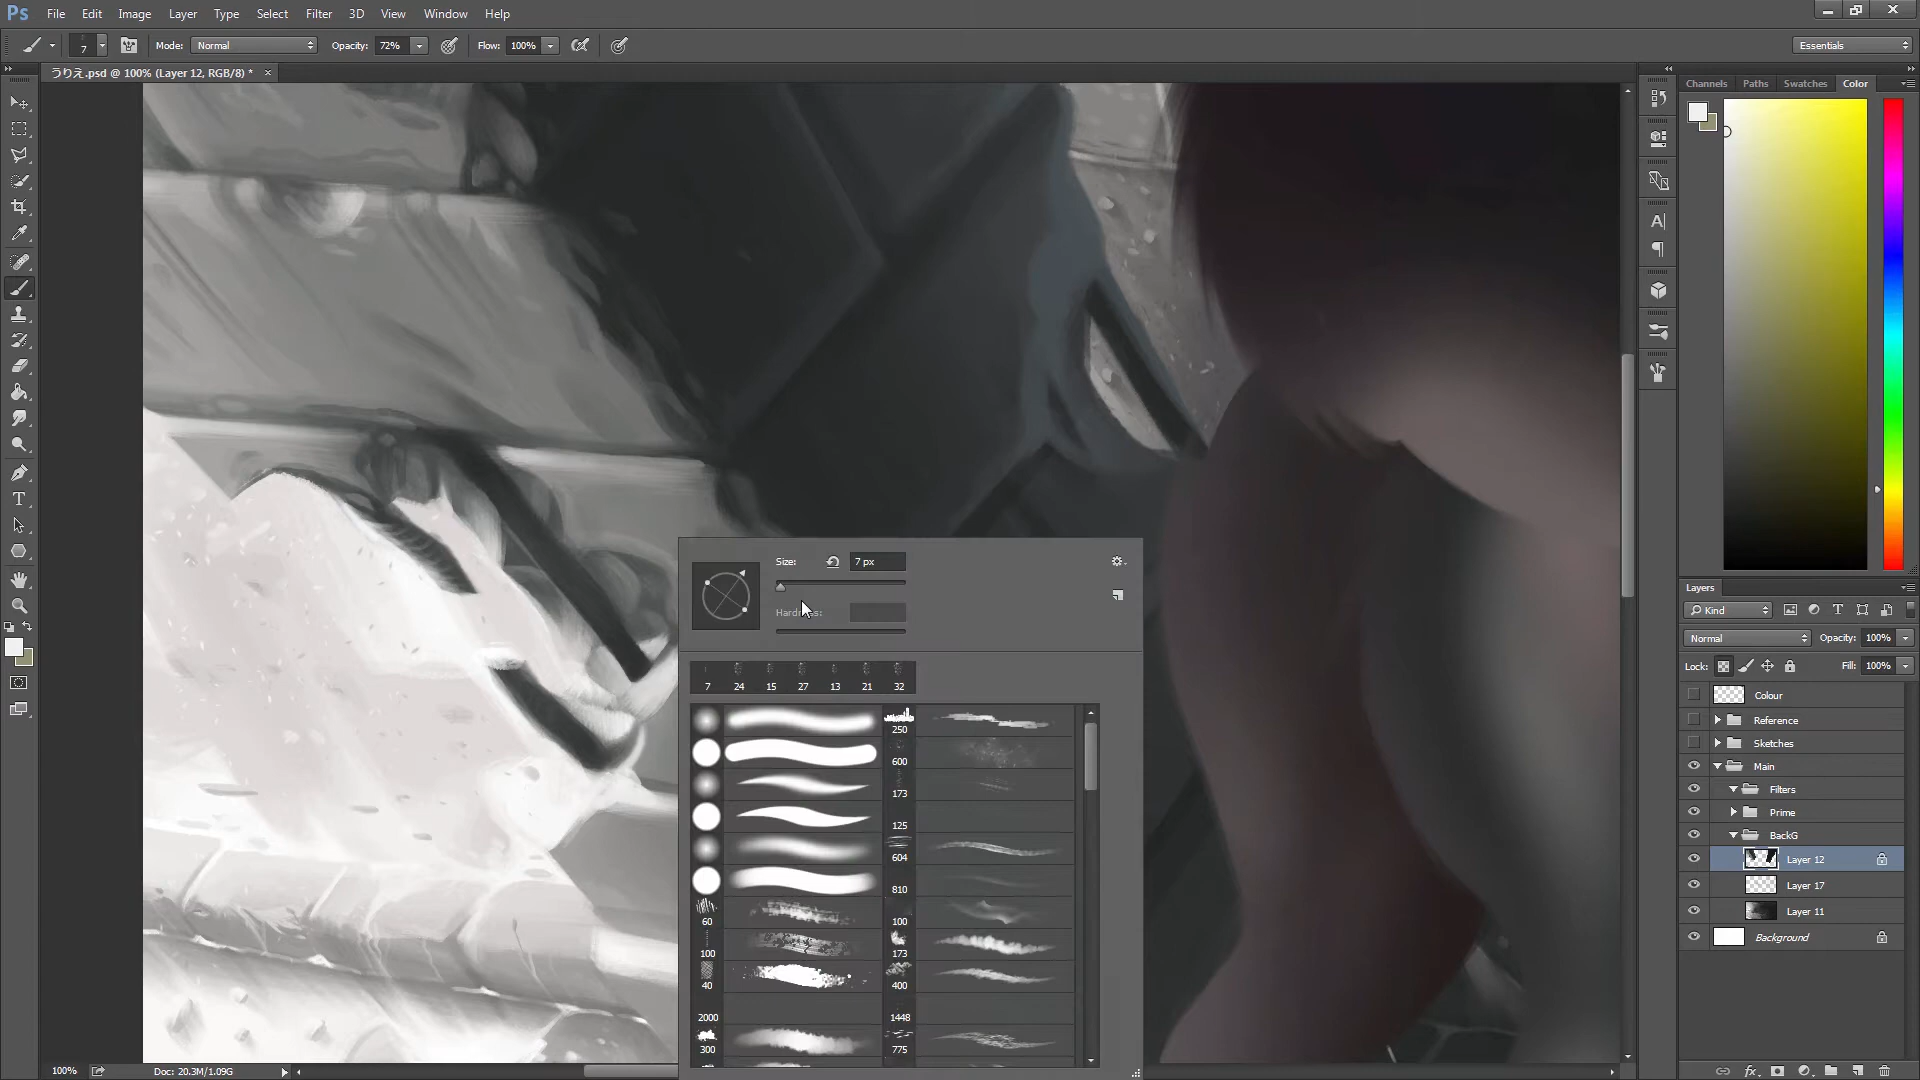 Ps File Edit Image Layer Type Select Filter 3D View Window Help
7 Mode: Normal Opacity: 72% Flow: 100% Essentials
うりえ.psd @ 100% (Layer 12, RGB/8) * ×
Channels Paths Swatches Color
Size: 7 px
Hardness:
7 24 15 27 13 21 32
250
600
173
125
604
810
60 100
100 173
40 400
2000 1448
300 775
Layers
Kind
Normal Opacity: 100%
Lock: Fill: 100%
Colour
Reference
Sketches
Main
Filters
Prime
BackG
Layer 12
Layer 17
Layer 11
Background
100% Doc: 20.3M/1.09G